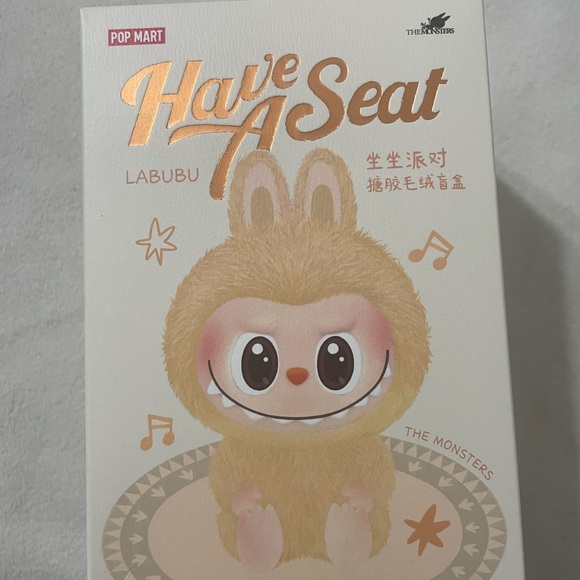 POP MART
THE MONSTERS
Have A Seat
LABUBU
坐坐派对
搪胶毛绒盲盒
THE MONSTERS